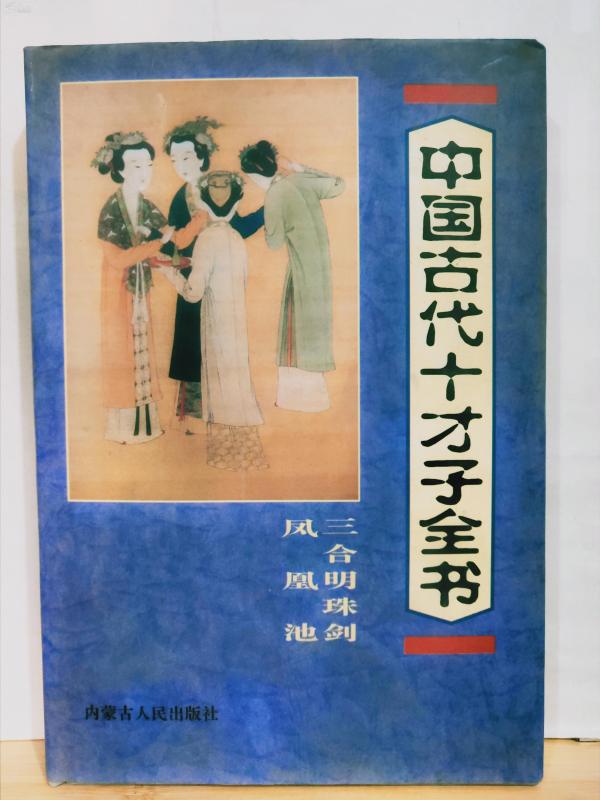 中国古代十才子全书
三合明珠剑
凤凰池
内蒙古人民出版社